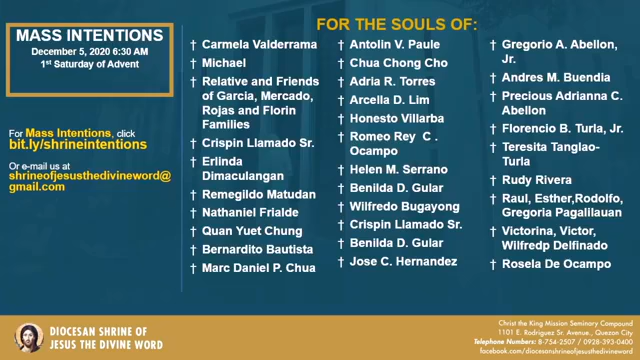 MASS INTENTIONS
December 5, 2020 6:30 AM
1st Saturday of Advent
For Mass Intentions, click
bit.ly/shrineintentions
Or e-mail us at
shrineofjesusthedivineword@
gmail.com
FOR THE SOULS OF:
† Carmela Valderrama
† Michael
† Relative and Friends
of Garcia, Mercado,
Rojas and Florin
Families
† Crispin Llamado Sr.
† Erlinda
Dimaculangan
† Remegildo Matudan
† Nathaniel Frialde
† Quan Yuet Chung
† Bernardito Bautista
† Marc Daniel P. Chua
† Antolin V. Paule
† Chua Chong Cho
† Adria R. Torres
† Arcella D. Lim
† Honesto Villarba
† Romeo Rey C .
Ocampo
† Helen M. Serrano
† Benilda D. Gular
† Wilfredo Bugayong
† Crispin Llamado Sr.
† Benilda D. Gular
† Jose C. Hernandez
† Gregorio A. Abellon,
Jr.
† Andres M. Buendia
† Precious Adrianna C.
Abellon
† Florencio B. Turla, Jr.
† Teresita Tanglao-
Turla
† Rudy Rivera
† Raul, Esther,Rodolfo,
Gregoria Pagalilauan
† Victorina, Victor,
Wilfredp Delfinado
† Rosela De Ocampo
DIOCESAN SHRINE OF
JESUS THE DIVINE WORD
Christ the King Mission Seminary Compound
1101 E. Rodriguez Sr. Avenue., Quezon City
Telephone Numbers: 8-754-2507 / 0928-393-0400
facebook.com/diocesanshrineofjesusthedivineword